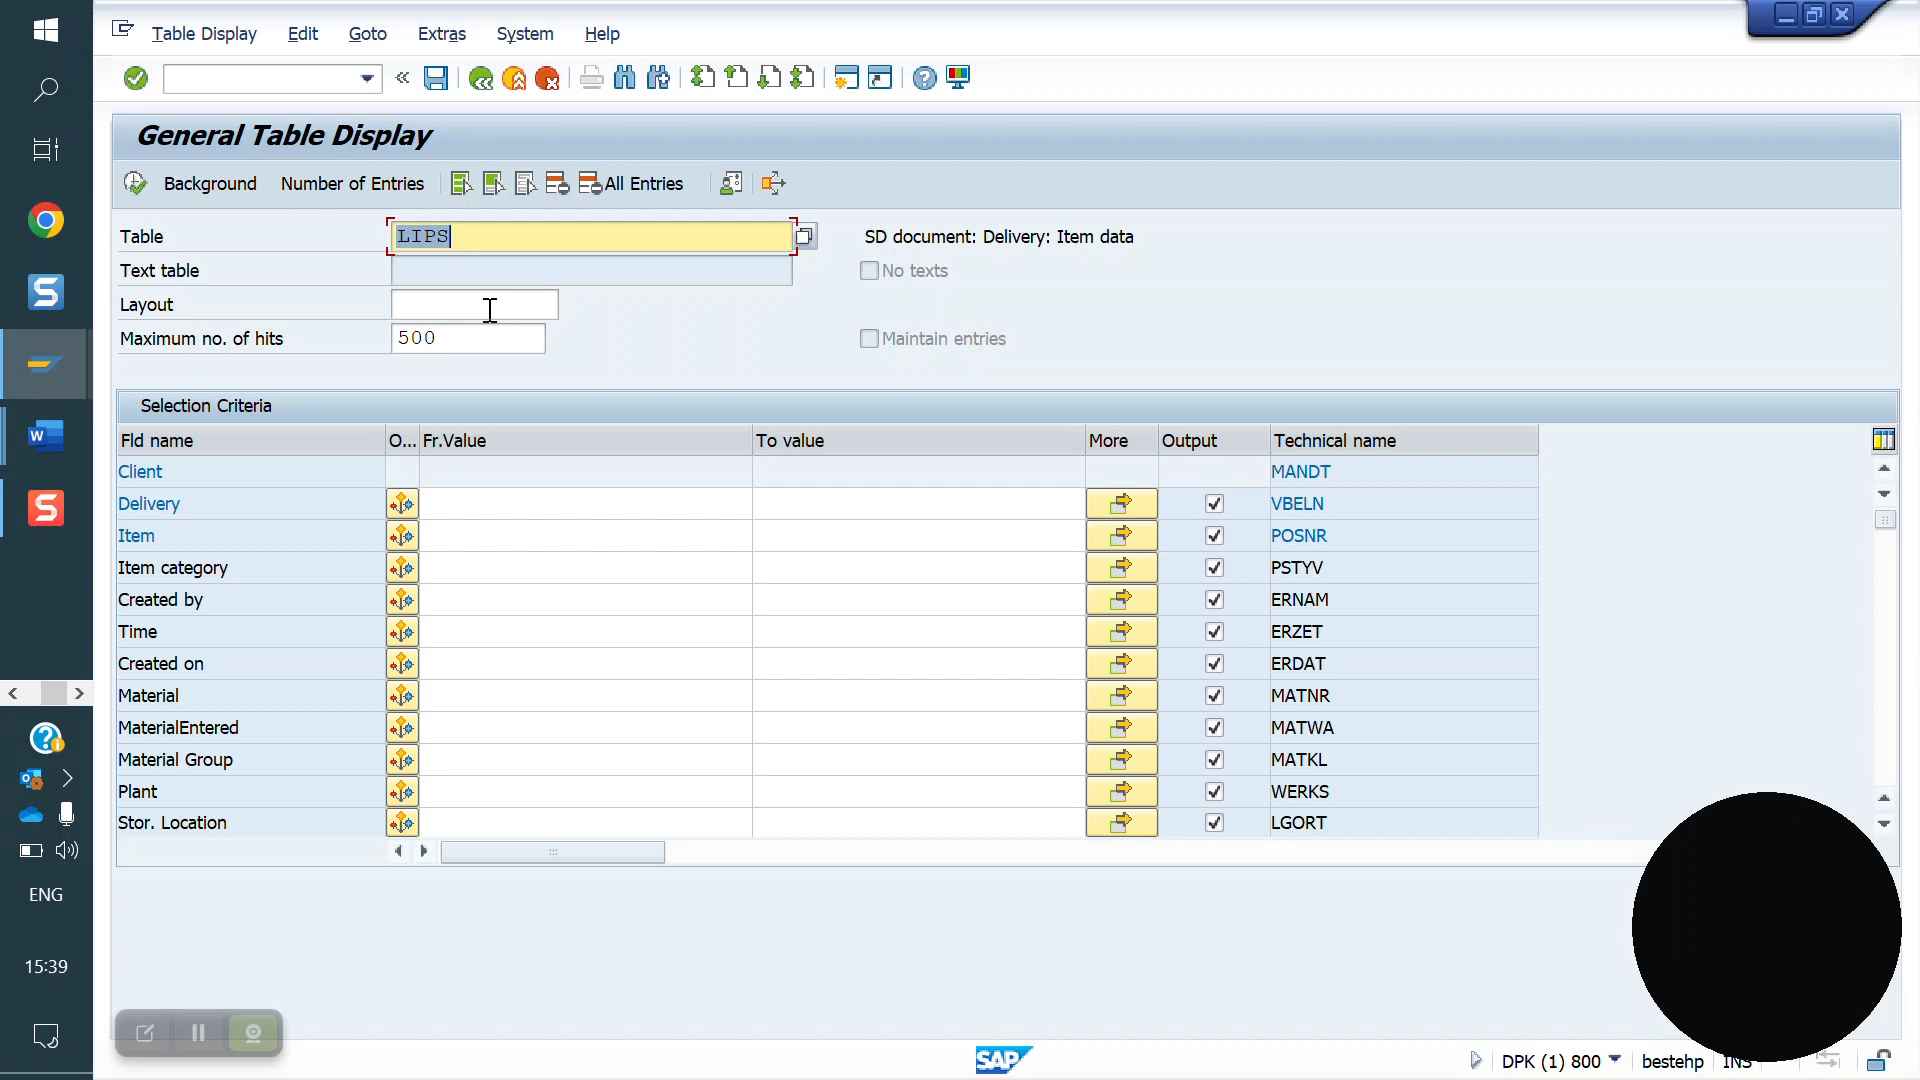 Table Display Edit Goto Extras System Help
General Table Display
Background Number of Entries All Entries
Table LIPS SD document: Delivery: Item data
Text table No texts
Layout
Maximum no. of hits 500 Maintain entries
Selection Criteria
Fld name O... Fr.Value To value More Output Technical name
Client MANDT
Delivery VBELN
Item POSNR
Item category PSTYV
Created by ERNAM
Time ERZET
Created on ERDAT
Material MATNR
MaterialEntered MATWA
Material Group MATKL
Plant WERKS
Stor. Location LGORT
ENG
15:39
SAP DPK (1) 800 bestehp INS